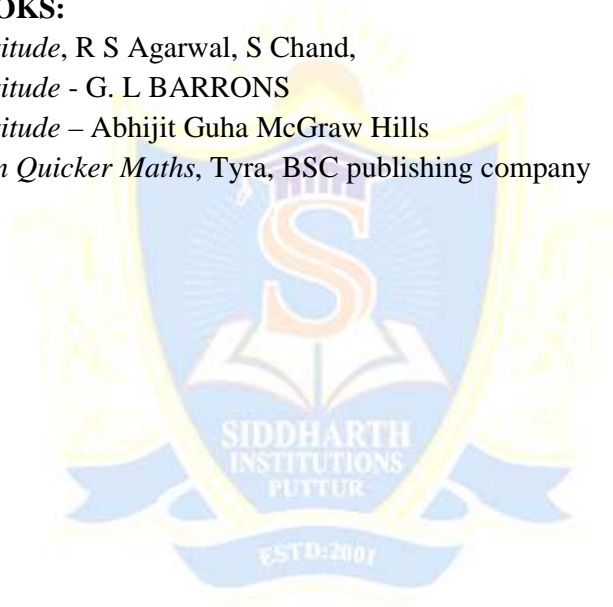 OKS:
itude, R S Agarwal, S Chand,
itude - G. L BARRONS
itude – Abhijit Guha McGraw Hills
n Quicker Maths, Tyra, BSC publishing company
S
SIDDHARTH
INSTITUTIONS
PUTTUR
ESTD:2001